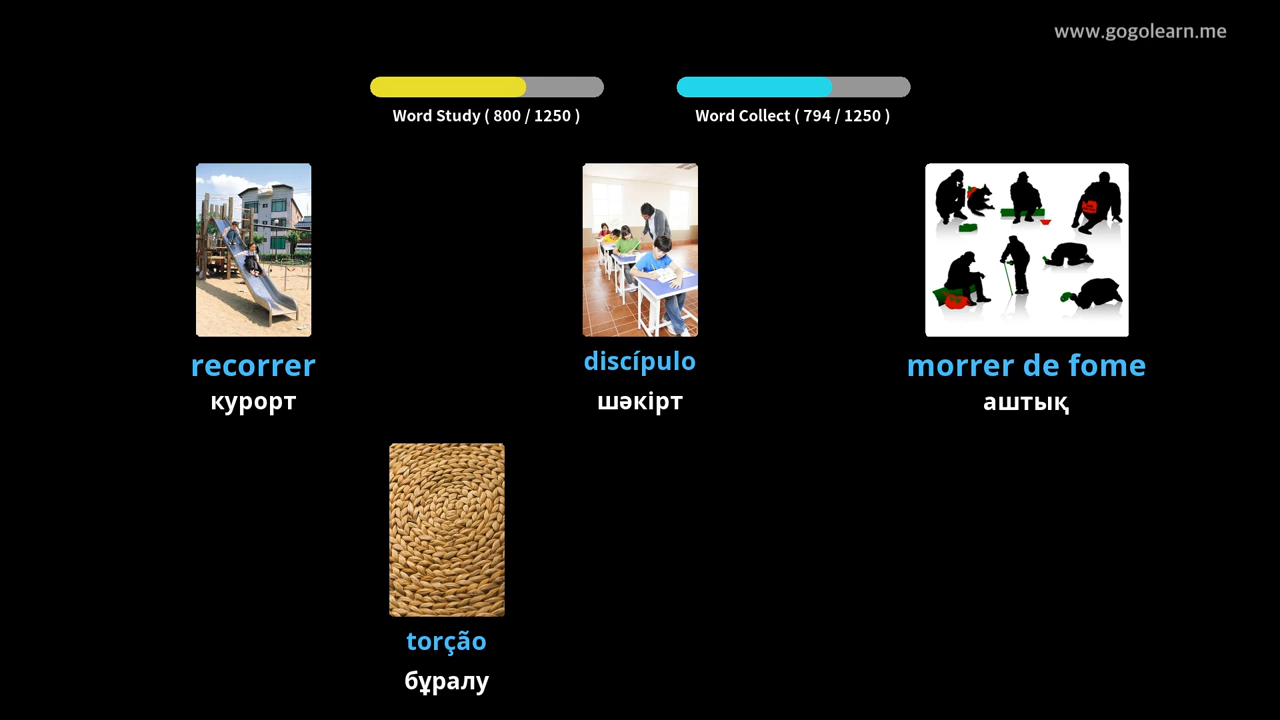 www.gogolearn.me
Word Study ( 800 / 1250 )
Word Collect ( 794 / 1250 )
recorrer
курорт
discípulo
шәкірт
morrer de fome
аштық
torção
бұралу